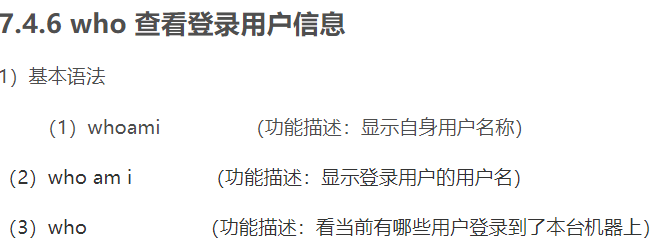 7.4.6 who 查看登录用户信息
1）基本语法
（1）whoami （功能描述：显示自身用户名称）
（2）who am i （功能描述：显示登录用户的用户名）
（3）who （功能描述：看当前有哪些用户登录到了本台机器上）